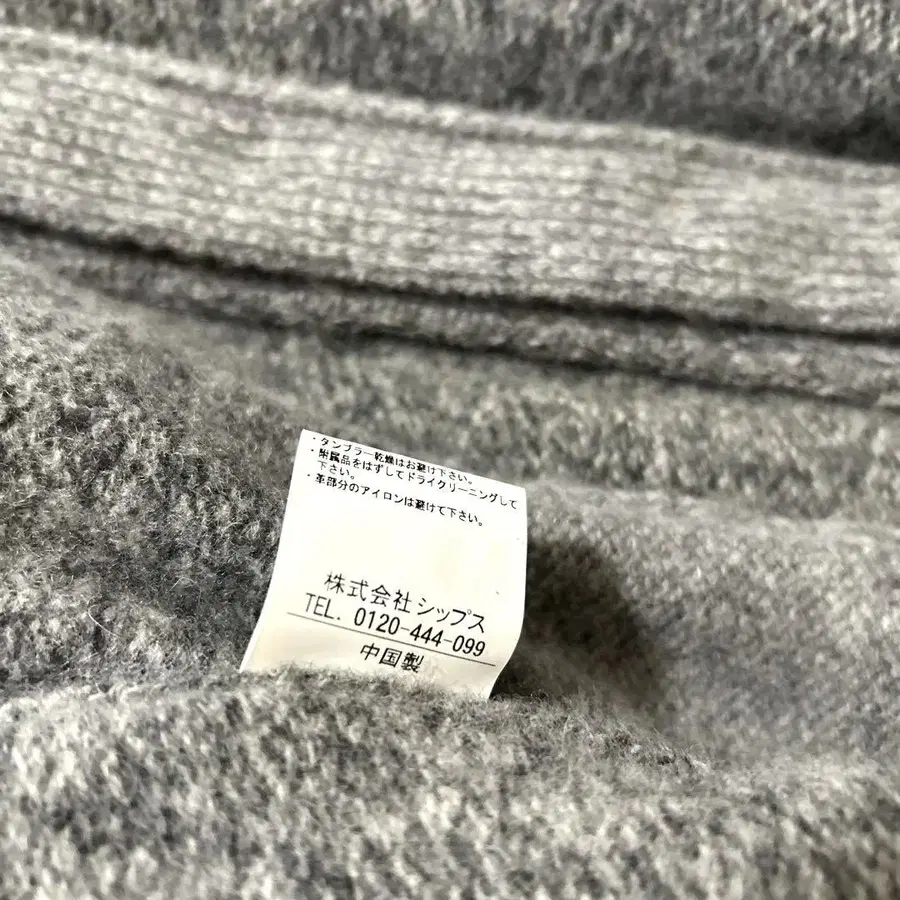 ・タンブラー乾燥はお避け下さい。
・附属品をはずしてドライクリーニングして
下さい。
・革部分のアイロンは避けて下さい。
株式会社シップス
TEL. 0120-444-099
中国製